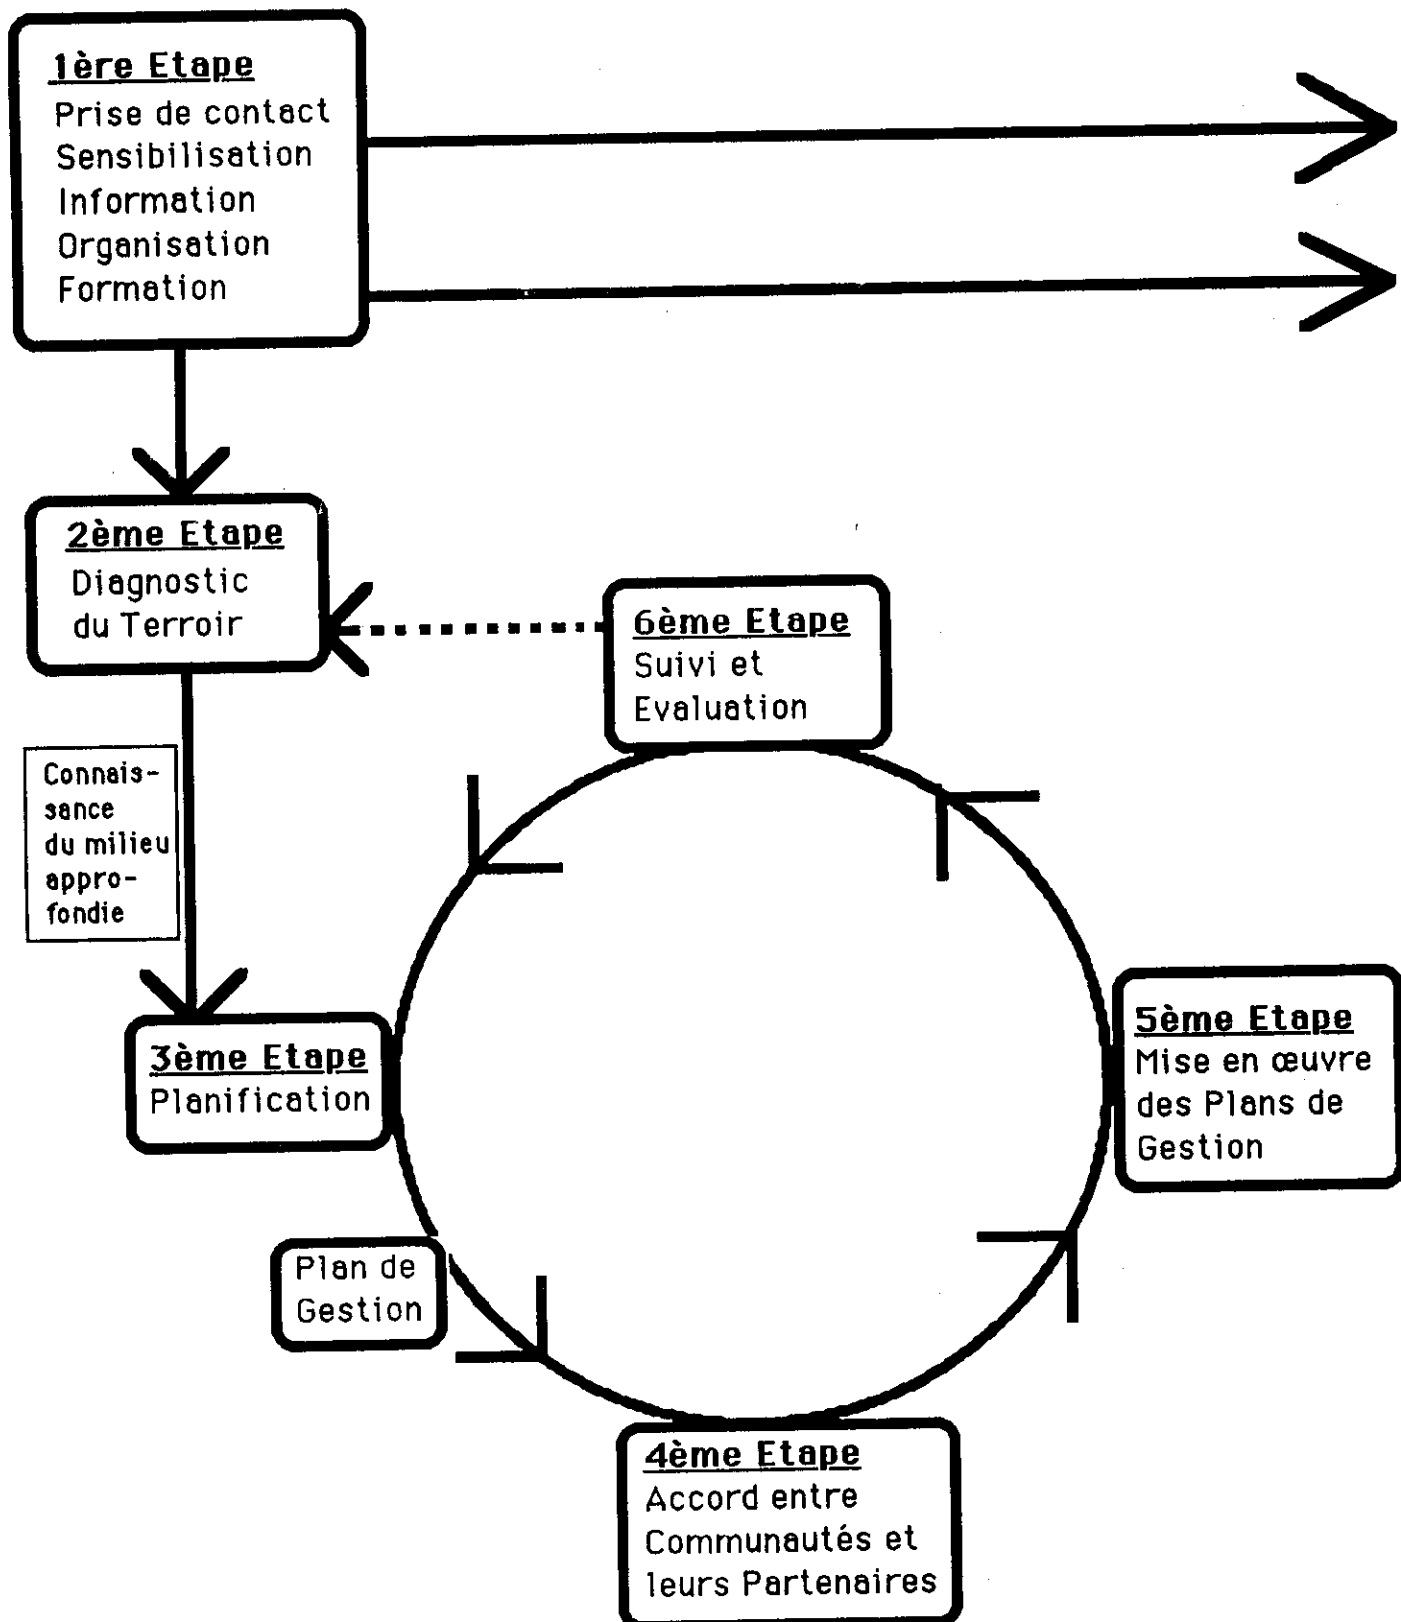 1ère Etape
Prise de contact
Sensibilisation
Information
Organisation
Formation
2ème Etape
Diagnostic
du Terroir
6ème Etape
Suivi et
Evaluation
Connais-
sance
du milieu
appro-
fondie
3ème Etape
Planification
5ème Etape
Mise en œuvre
des Plans de
Gestion
Plan de
Gestion
4ème Etape
Accord entre
Communautés et
leurs Partenaires